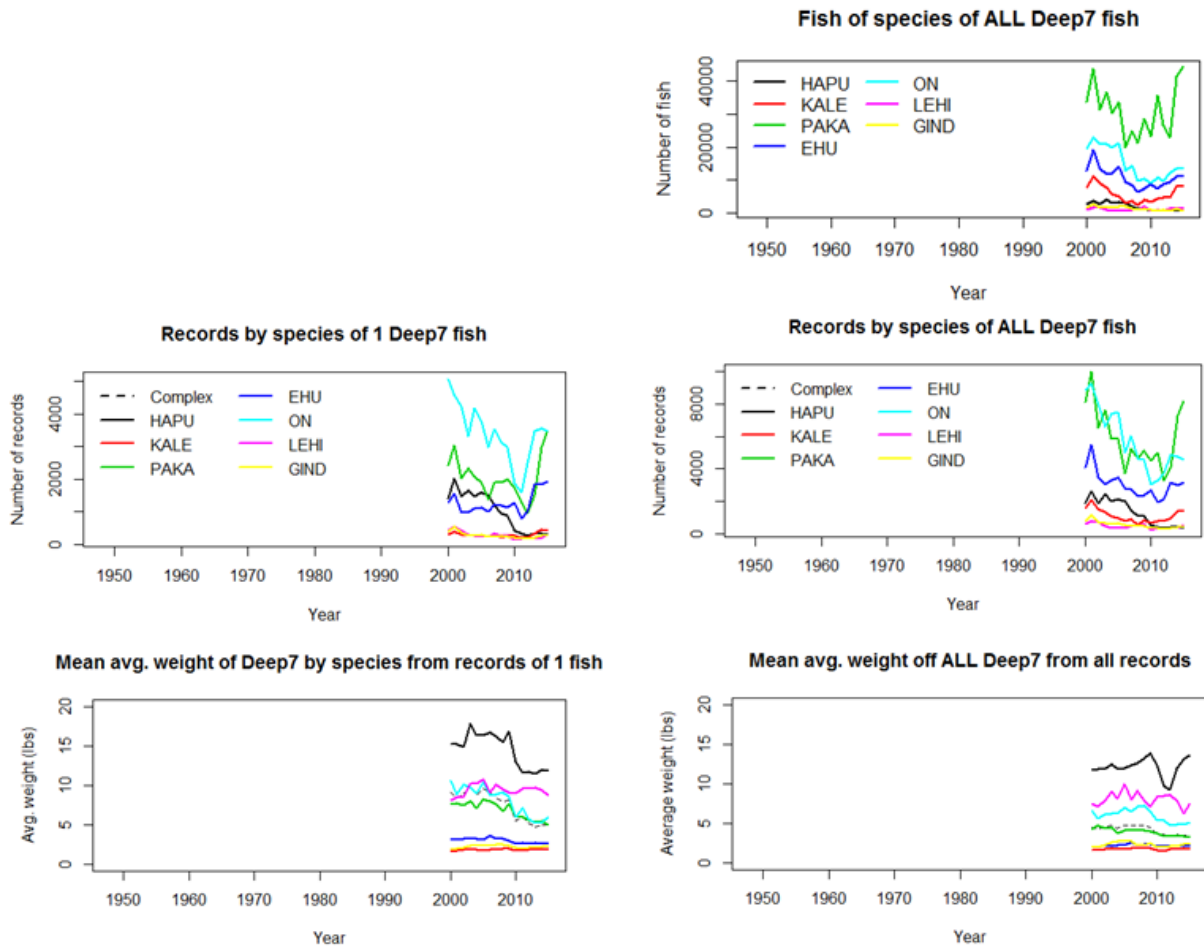 Fish of species of ALL Deep7 fish
Number of fish
0 20000 40000
HAPU ON
KALE LEHI
PAKA GIND
EHU
1950 1960 1970 1980 1990 2000 2010
Year
Records by species of 1 Deep7 fish
Number of records
0 2000 4000
Complex EHU
HAPU ON
KALE LEHI
PAKA GIND
1950 1960 1970 1980 1990 2000 2010
Year
Records by species of ALL Deep7 fish
Number of records
0 4000 8000
Complex EHU
HAPU ON
KALE LEHI
PAKA GIND
1950 1960 1970 1980 1990 2000 2010
Year
Mean avg. weight of Deep7 by species from records of 1 fish
Avg. weight (lbs)
0 5 10 15 20
1950 1960 1970 1980 1990 2000 2010
Year
Mean avg. weight off ALL Deep7 from all records
Average weight (lbs)
0 5 10 15 20
1950 1960 1970 1980 1990 2000 2010
Year